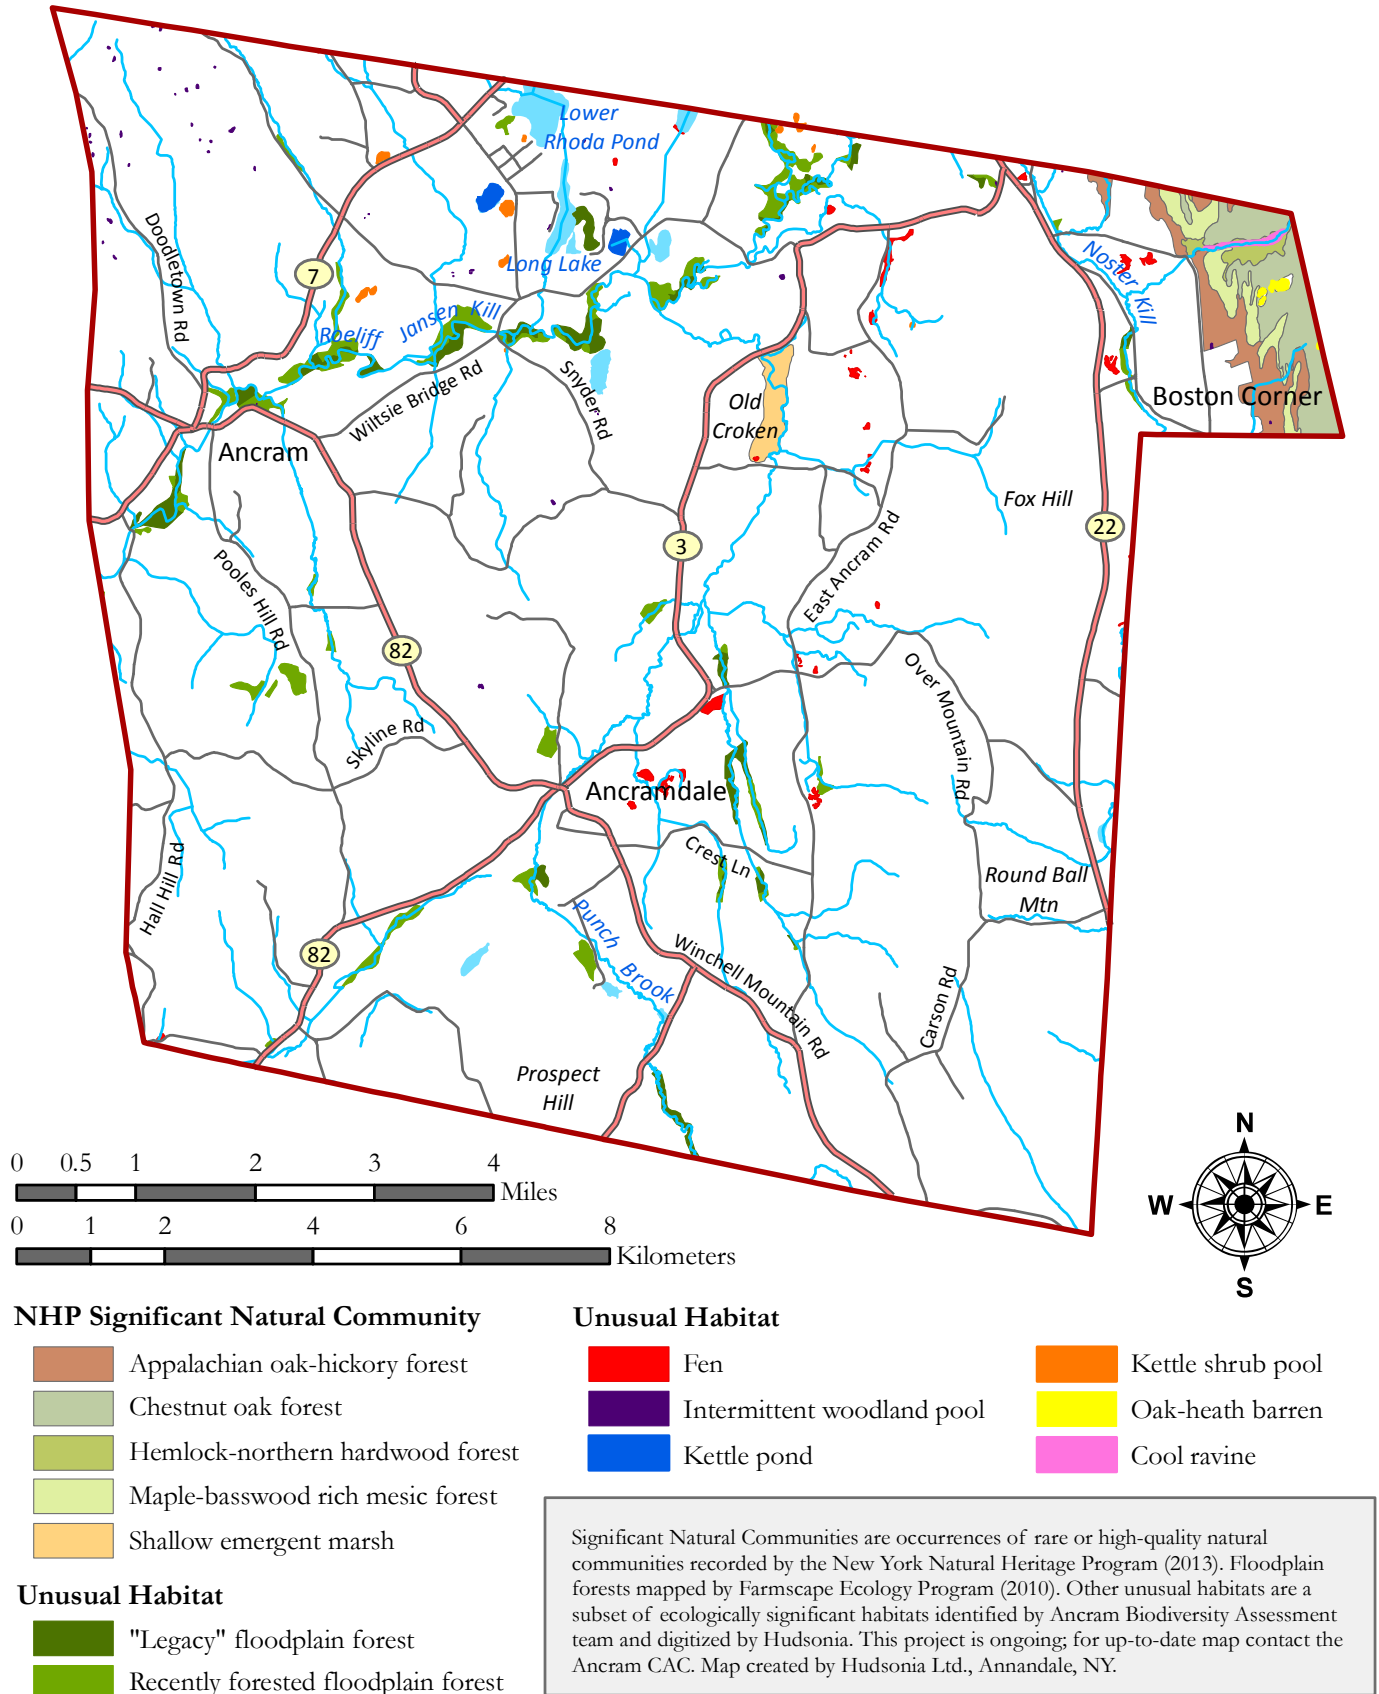 Lower
Rhoda Pond
Doodletown Rd
7
Long Lake
Noster Kill
Roeliff Jansen Kill
Wiltsie Bridge Rd
Snyder Rd
Old
Croken
Boston Corner
Ancram
Fox Hill
22
3
East Ancram Rd
Pooles Hill Rd
82
Over Mountain Rd
Skyline Rd
Ancramdale
Crest Ln
Hall Hill Rd
Round Ball
Mtn
Punch Brook
82
Winchell Mountain Rd
Carson Rd
Prospect
Hill
0 0.5 1 2 3 4
Miles
0 1 2 4 6 8
Kilometers
N
W E
S
NHP Significant Natural Community
Appalachian oak-hickory forest
Chestnut oak forest
Hemlock-northern hardwood forest
Maple-basswood rich mesic forest
Shallow emergent marsh
Unusual Habitat
"Legacy" floodplain forest
Recently forested floodplain forest
Unusual Habitat
Fen
Intermittent woodland pool
Kettle pond
Kettle shrub pool
Oak-heath barren
Cool ravine
Significant Natural Communities are occurrences of rare or high-quality natural
communities recorded by the New York Natural Heritage Program (2013). Floodplain
forests mapped by Farmscape Ecology Program (2010). Other unusual habitats are a
subset of ecologically significant habitats identified by Ancram Biodiversity Assessment
team and digitized by Hudsonia. This project is ongoing; for up-to-date map contact the
Ancram CAC. Map created by Hudsonia Ltd., Annandale, NY.